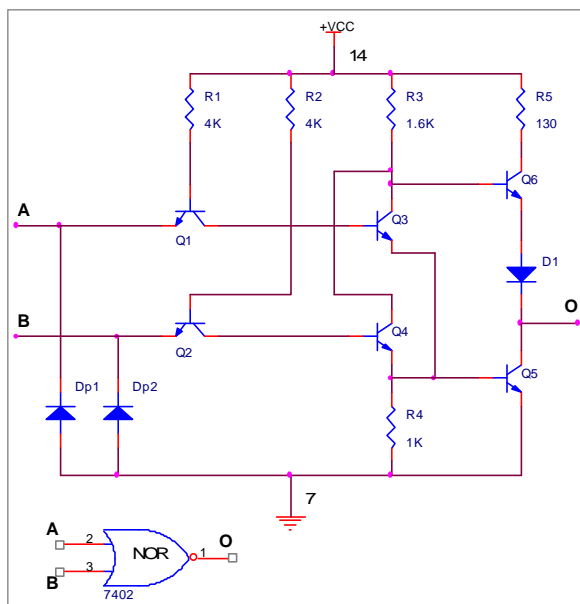 +VCC
14
R1
R2
R3
R5
4K
4K
1.6K
130
Q6
A
Q3
Q1
D1
O
B
Q4
Q2
Q5
Dp1
Dp2
R4
1K
7
A
2
NOR
1
O
B
3
7402